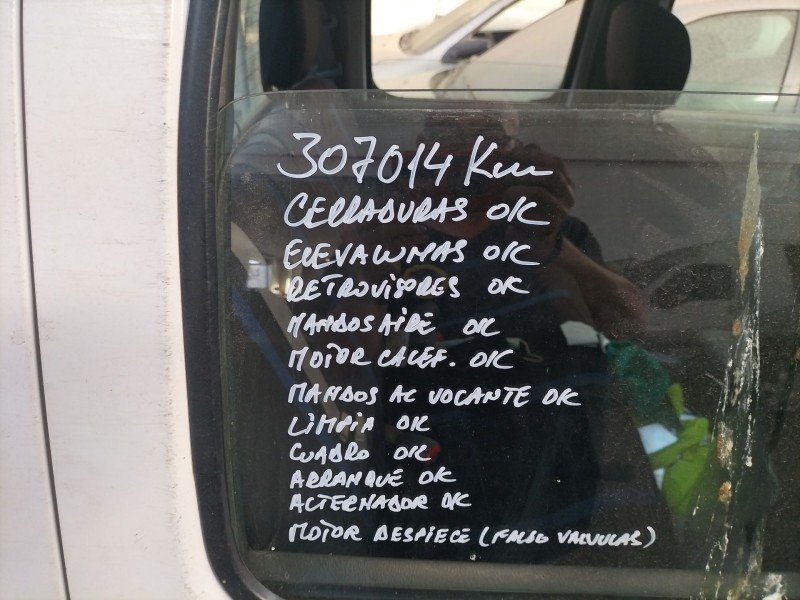 307014 Km
CERRADURAS OK
ELEVALUNAS OK
RETROVISORES OK
MANDOS AIRE OK
MOTOR CALEF. OK
MANDOS AL VOLANTE OK
LIMPIA OK
CUADRO OK
ARRANQUE OK
ALTERNADOR OK
MOTOR DESPIECE (FALLO VALVULAS)